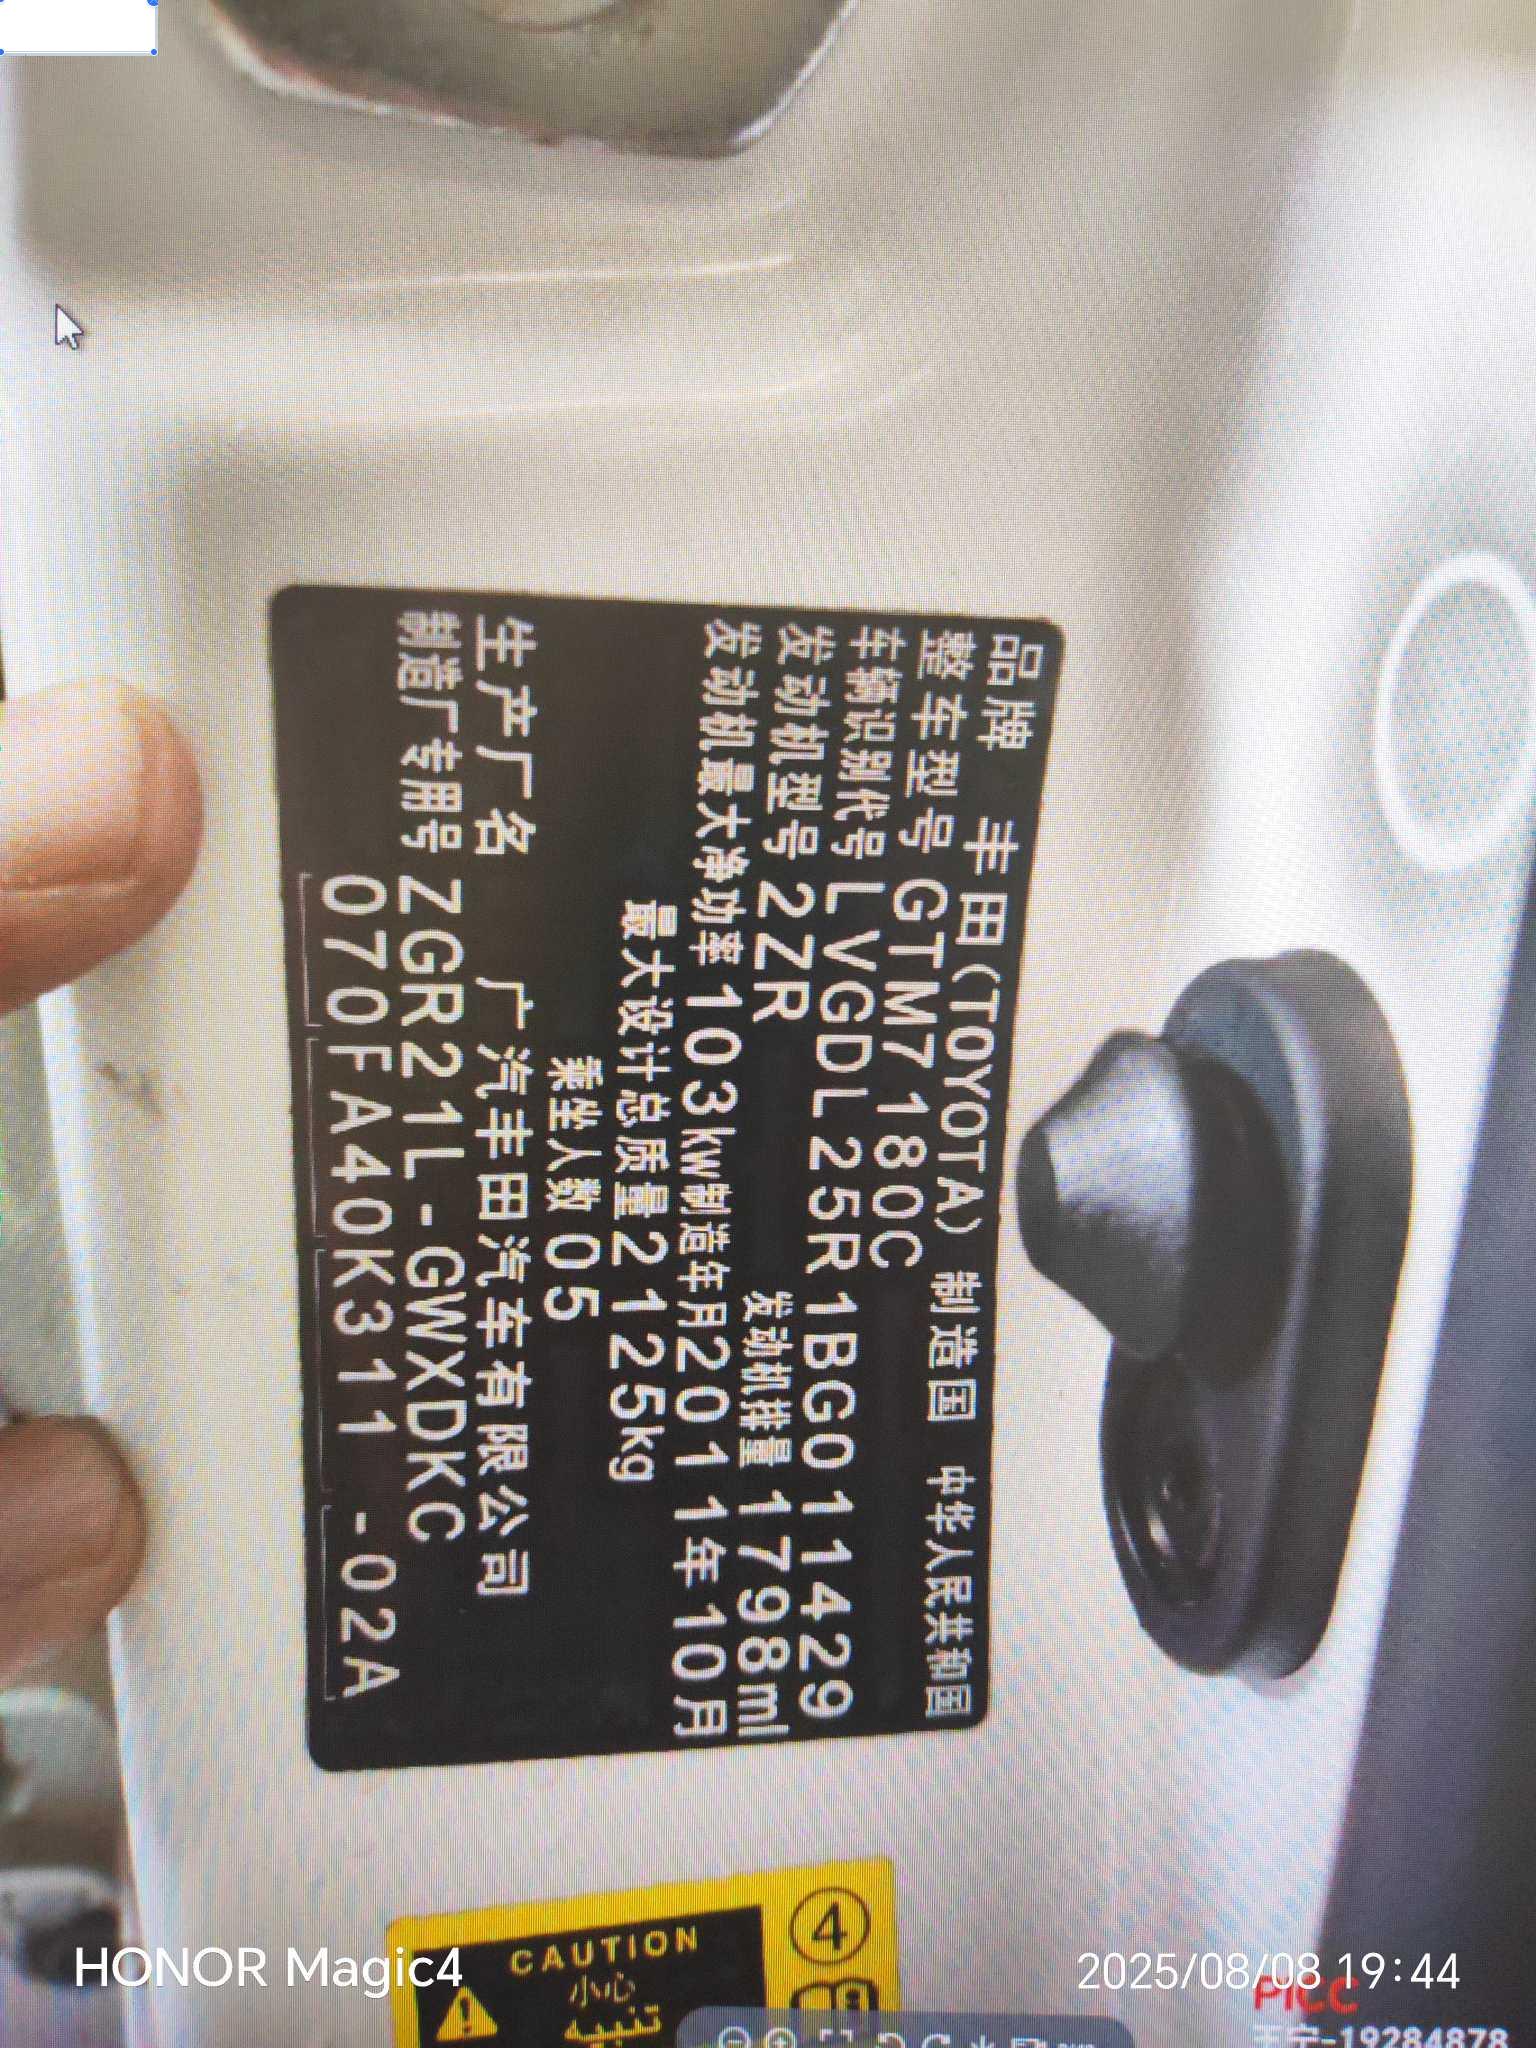 品牌 丰田(TOYOTA) 制造国 中华人民共和国
整车型号 GTM7180C
车辆识别代号 LVGDL25R1BG011429
发动机型号 2ZR 发动机排量 1798ml
发动机最大净功率 103kW 制造年月 2011年10月
最大设计总质量 2125kg
乘坐人数 05
生产厂名 广汽丰田汽车有限公司
制造厂专用号 ZGR21L-GWXDKC
070FA40K311 -02A
4
CAUTION
小心
تنبيه
HONOR Magic4
2025/08/08 19:44
PICC
王宁-19284878